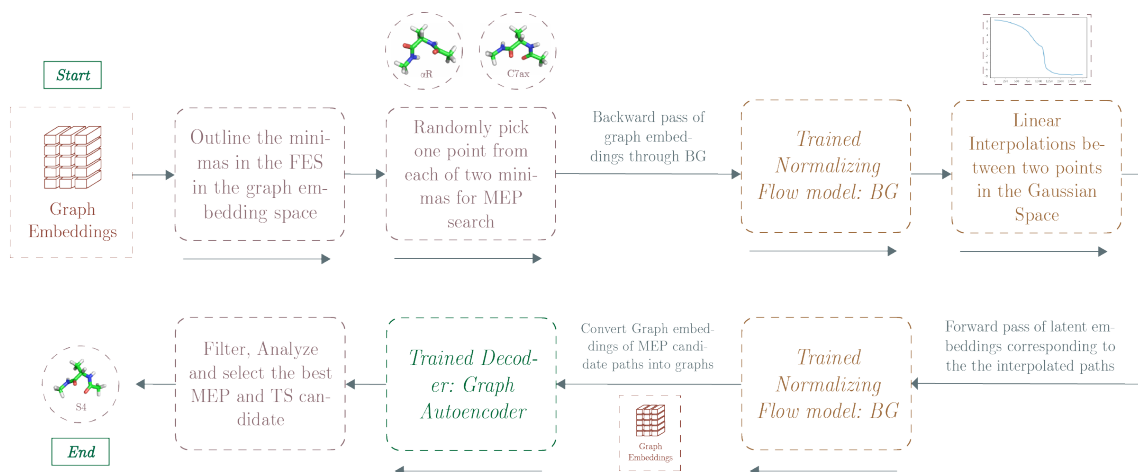 Start
Graph
Embeddings
Outline the mini-
mas in the FES
in the graph em-
bedding space
αR
C7ax
Randomly pick
one point from
each of two mini-
mas for MEP
search
Backward pass of
graph embed-
dings through BG
Trained
Normalizing
Flow model: BG
Linear
Interpolations be-
tween two points
in the Gaussian
Space
Forward pass of latent em-
beddings corresponding to
the the interpolated paths
Trained
Normalizing
Flow model: BG
Convert Graph embed-
dings of MEP candi-
date paths into graphs
Graph
Embeddings
Trained Decod-
er: Graph
Autoencoder
Filter, Analyze
and select the best
MEP and TS can-
didate
S4
End